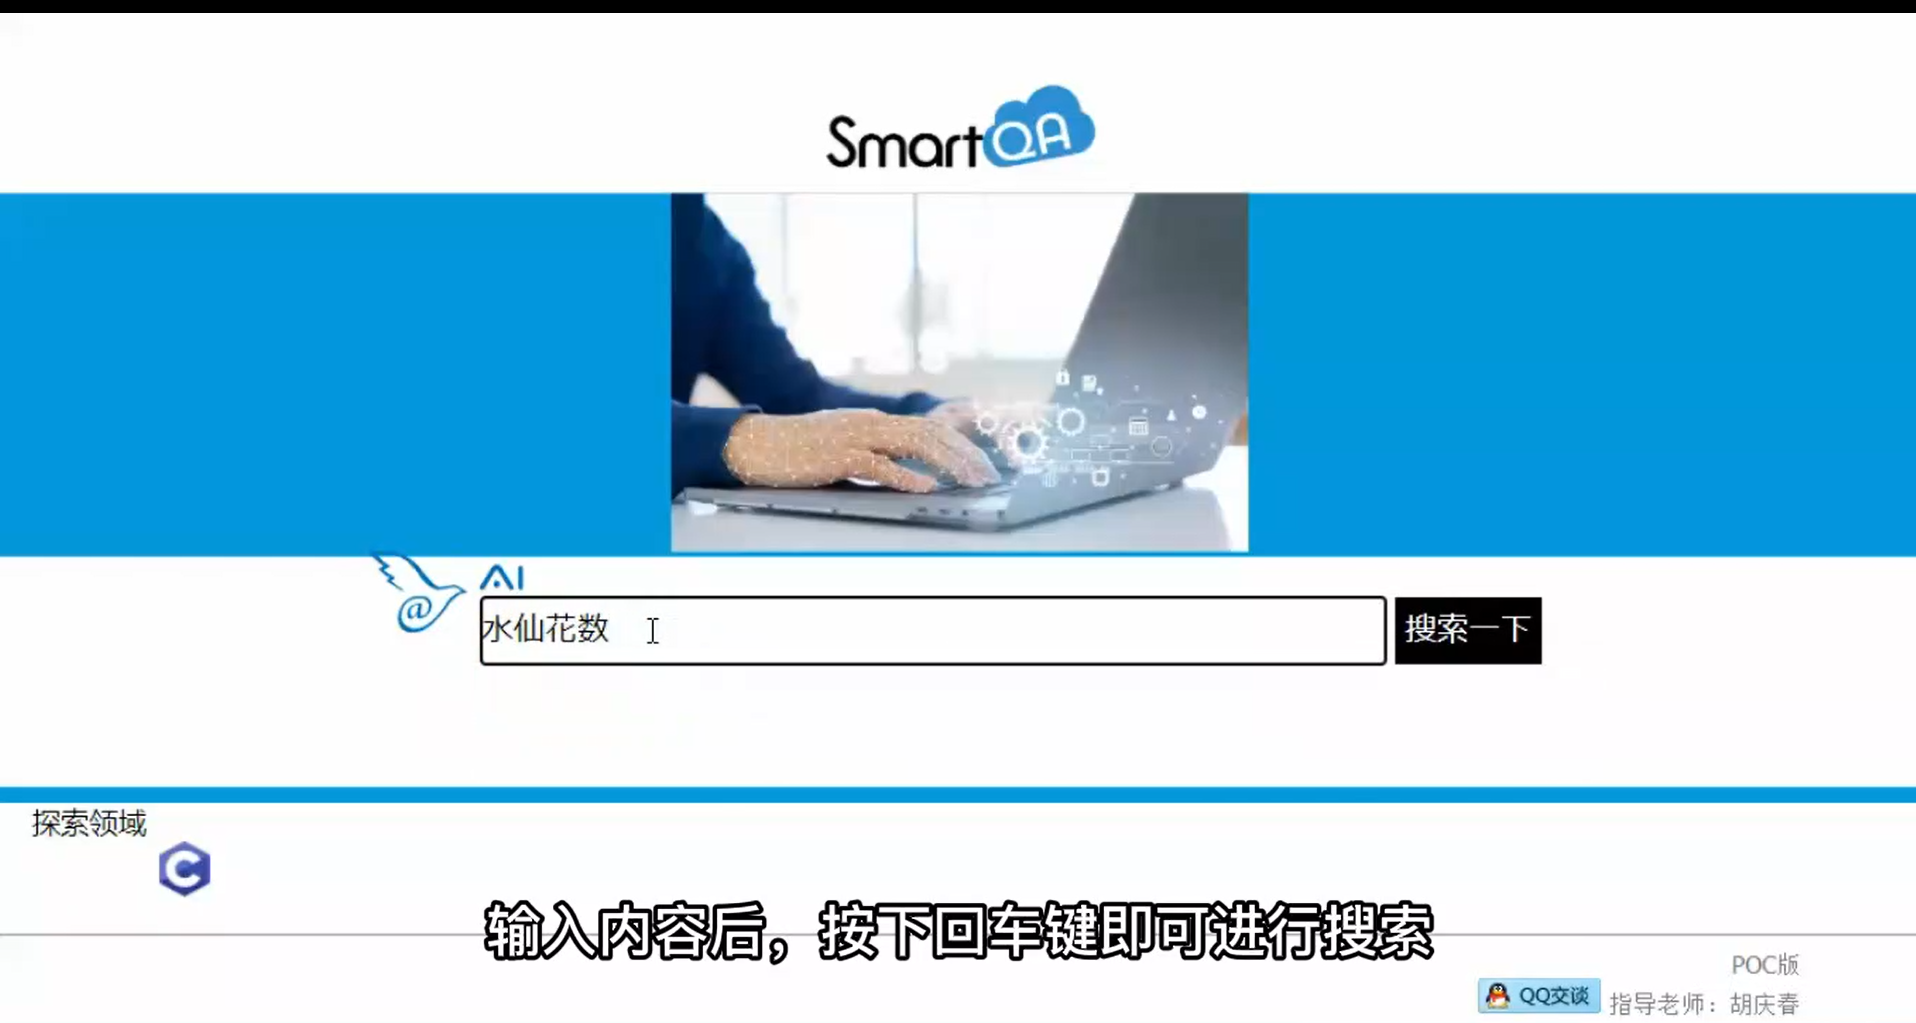 SmartQA
AI
水仙花数
搜索一下
探索领域
C
输入内容后，按下回车键即可进行搜索
POC版
QQ交谈
指导老师：胡庆春